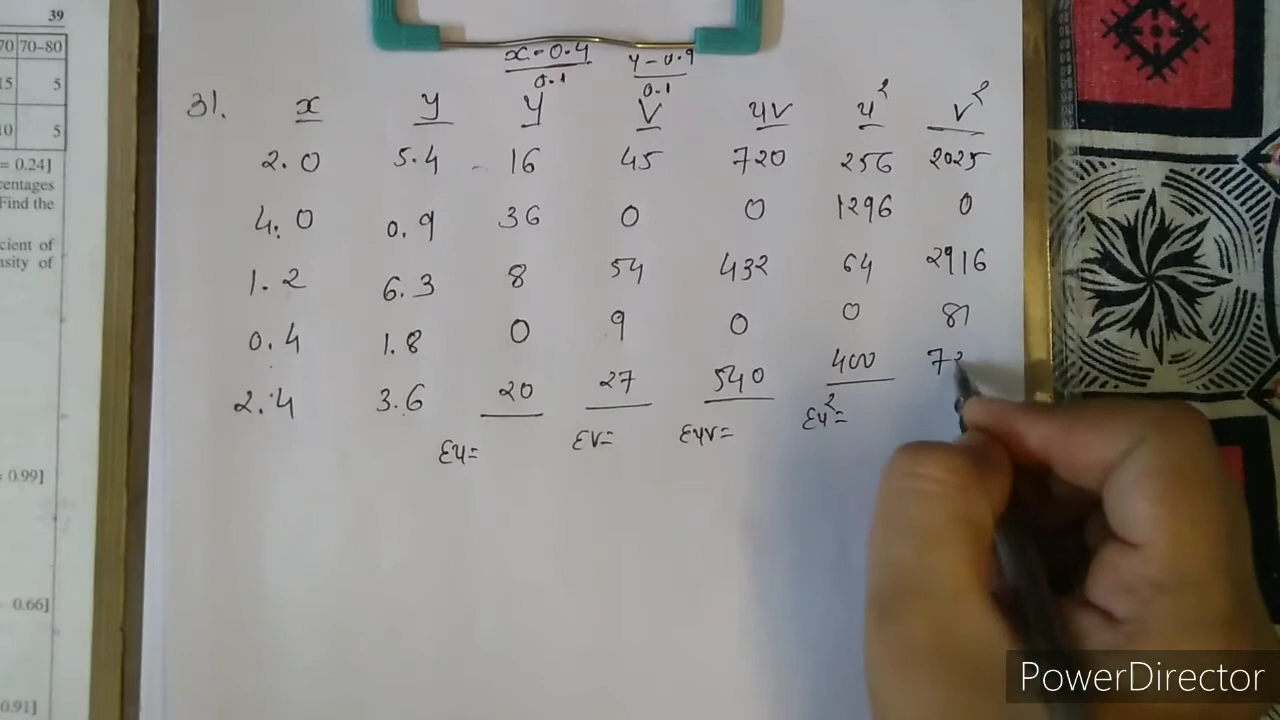 39
70 70–80
15 5
10 5
= 0.24]
centages
Find the
cient of
nsity of
0.99]
0.66]
0.91]
x-0.4 y-0.9
0.1 0.1
31. x y u v uv u² v²
2.0 5.4 16 45 720 256 2025
4.0 0.9 36 0 0 1296 0
1.2 6.3 8 54 432 64 2916
0.4 1.8 0 9 0 0 81
2.4 3.6 20 27 540 400
Σu= Σv= Σuv= Σu²=
PowerDirector